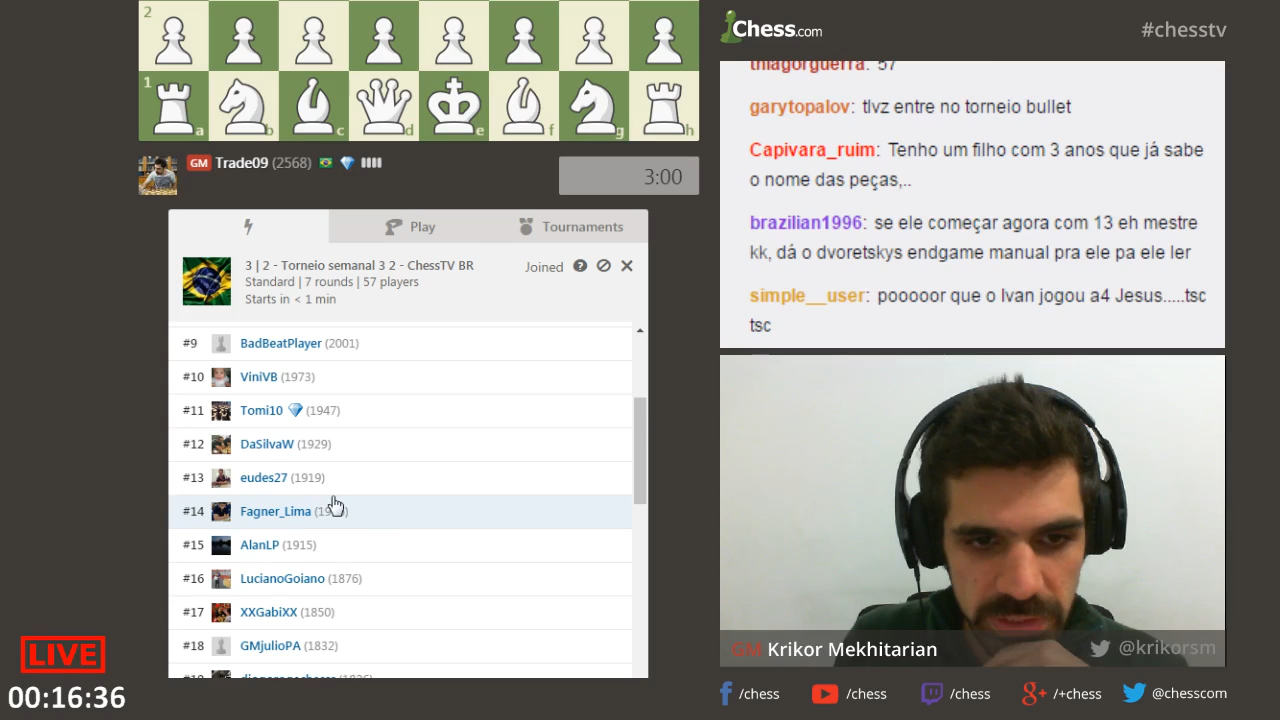 2
1
a b c d e f g h
GM Trade09 (2568)
3:00
Play
Tournaments
3 | 2 - Torneio semanal 3 2 - ChessTV BR
Standard | 7 rounds | 57 players
Starts in < 1 min
Joined
#9 BadBeatPlayer (2001)
#10 ViniVB (1973)
#11 Tomi10 (1947)
#12 DaSilvaW (1929)
#13 eudes27 (1919)
#14 Fagner_Lima
#15 AlanLP (1915)
#16 LucianoGoiano (1876)
#17 XXGabiXX (1850)
#18 GMjulioPA (1832)
LIVE
00:16:36
Chess.com
#chesstv
thiagorguerra: 57
garytopalov: tlvz entre no torneio bullet
Capivara_ruim: Tenho um filho com 3 anos que já sabe
o nome das peças,..
brazilian1996: se ele começar agora com 13 eh mestre
kk, dá o dvoretskys endgame manual pra ele pa ele ler
simple__user: pooooor que o Ivan jogou a4 Jesus.....tsc
tsc
GM Krikor Mekhitarian
@krikorsm
/chess
/chess
/chess
/+chess
@chesscom